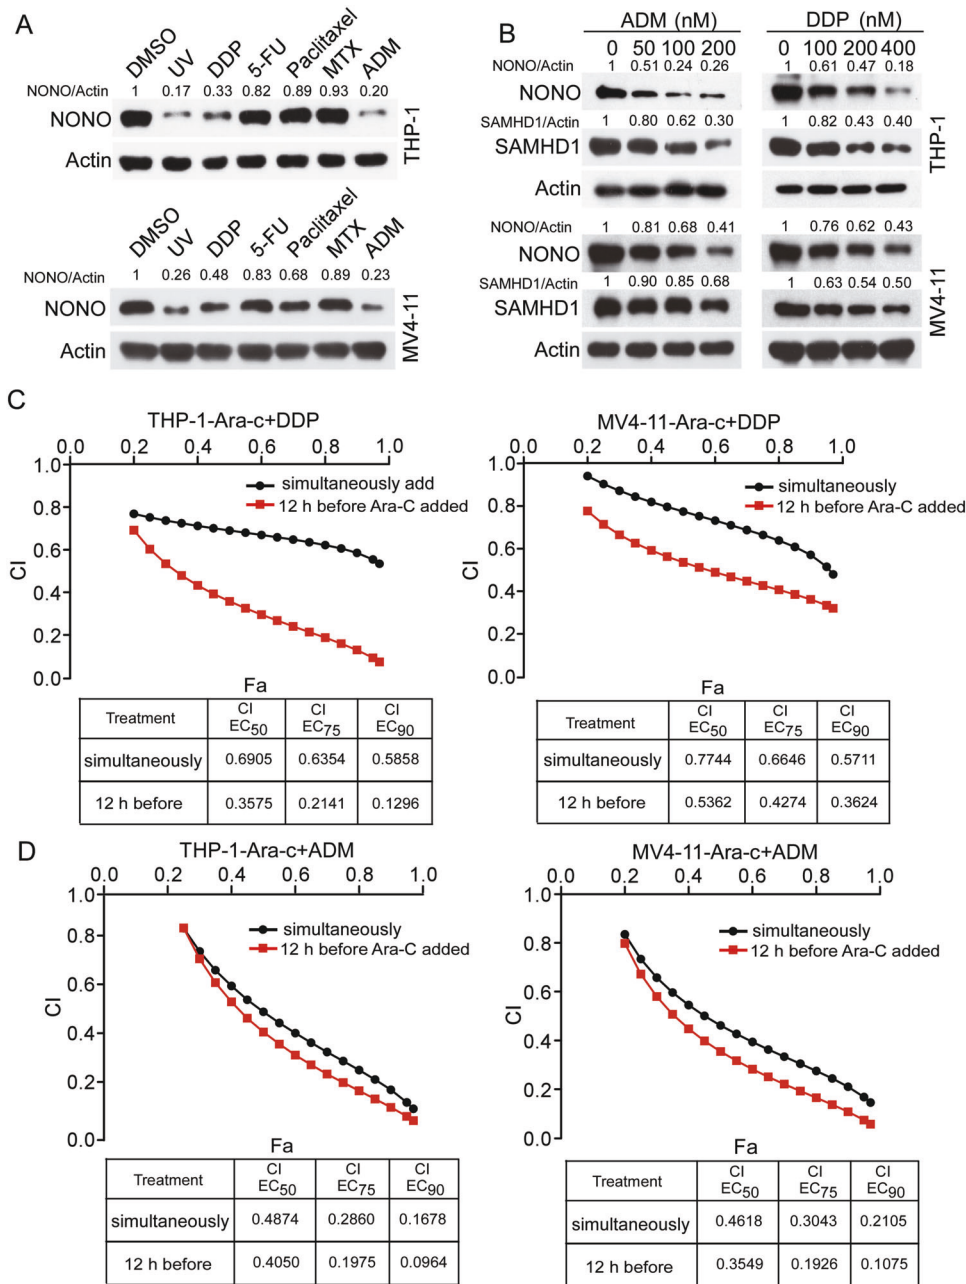 A
DMSO UV DDP 5-FU Paclitaxel MTX ADM
NONO/Actin 1 0.17 0.33 0.82 0.89 0.93 0.20
NONO
Actin
THP-1
DMSO UV DDP 5-FU Paclitaxel MTX ADM
NONO/Actin 1 0.26 0.48 0.83 0.68 0.89 0.23
NONO
Actin
MV4-11
B
ADM (nM) DDP (nM)
0 50 100 200 0 100 200 400
NONO/Actin 1 0.51 0.24 0.26 1 0.61 0.47 0.18
NONO
SAMHD1/Actin 1 0.80 0.62 0.30 1 0.82 0.43 0.40
SAMHD1
Actin
THP-1
NONO/Actin 1 0.81 0.68 0.41 1 0.76 0.62 0.43
NONO
SAMHD1/Actin 1 0.90 0.85 0.68 1 0.63 0.54 0.50
SAMHD1
Actin
MV4-11
C
THP-1-Ara-c+DDP
0.0 0.2 0.4 0.6 0.8 1.0
1.0
0.8
0.6
0.4
0.2
0.0
CI
simultaneously add
12 h before Ara-C added
Fa
Treatment CI EC50 CI EC75 CI EC90
simultaneously 0.6905 0.6354 0.5858
12 h before 0.3575 0.2141 0.1296
MV4-11-Ara-c+DDP
0.0 0.2 0.4 0.6 0.8 1.0
1.0
0.8
0.6
0.4
0.2
0.0
CI
simultaneously
12 h before Ara-C added
Fa
Treatment CI EC50 CI EC75 CI EC90
simultaneously 0.7744 0.6646 0.5711
12 h before 0.5362 0.4274 0.3624
D
THP-1-Ara-c+ADM
0.0 0.2 0.4 0.6 0.8 1.0
1.0
0.8
0.6
0.4
0.2
0.0
CI
simultaneously
12 h before Ara-C added
Fa
Treatment CI EC50 CI EC75 CI EC90
simultaneously 0.4874 0.2860 0.1678
12 h before 0.4050 0.1975 0.0964
MV4-11-Ara-c+ADM
0.0 0.2 0.4 0.6 0.8 1.0
1.0
0.8
0.6
0.4
0.2
0.0
CI
simultaneously
12 h before Ara-C added
Fa
Treatment CI EC50 CI EC75 CI EC90
simultaneously 0.4618 0.3043 0.2105
12 h before 0.3549 0.1926 0.1075